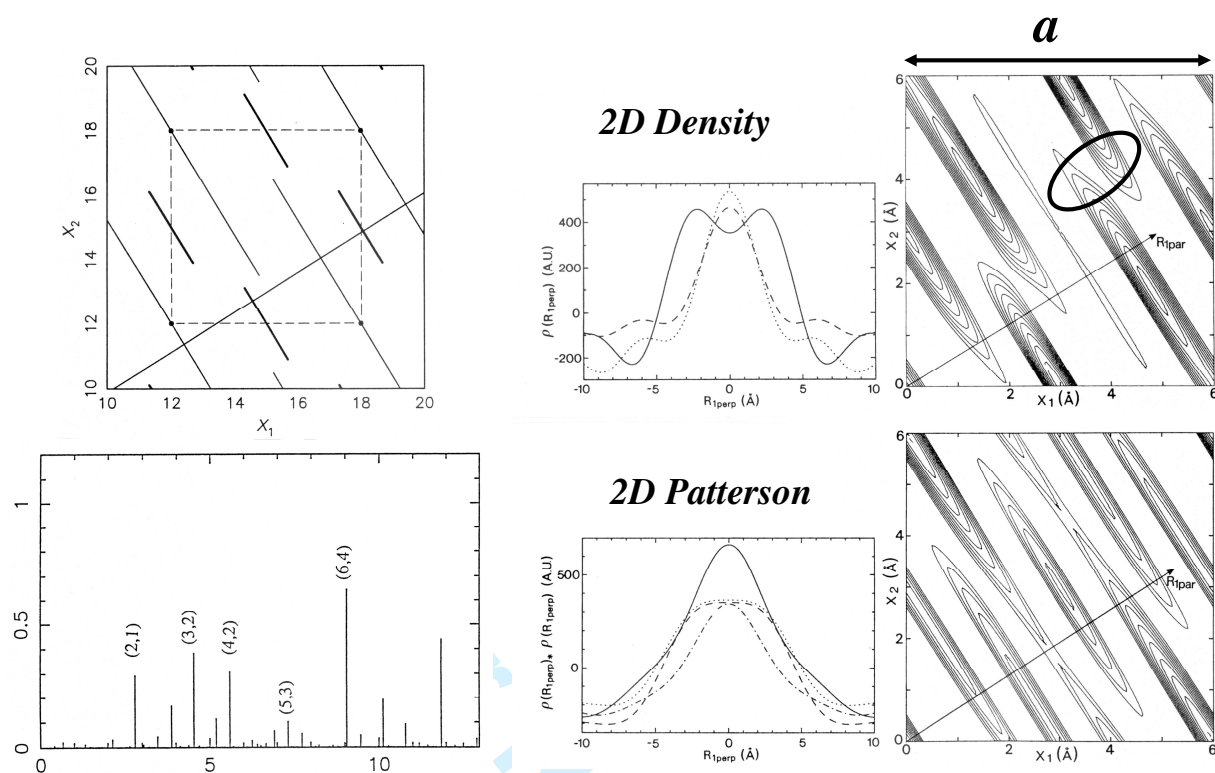 a
2D Density
20
18
16
14
12
10
X2
10 12 14 16 18 20
X1
400
200
0
-200
ρ(R1perp) (A.U.)
-10 -5 0 5 10
R1perp (Å)
6
4
2
0
X2 (Å)
R1par
0 2 4 6
X1 (Å)
1
0.5
0
(2,1)
(3,2)
(4,2)
(5.3)
(6,4)
5 10
2D Patterson
500
0
ρ(R1perp)* ρ(R1perp) (A.U)
-10 -5 0 5 10
R1perp (Å)
6
4
2
0
X2 (Å)
R1par
0 2 4 6
X1 (Å)